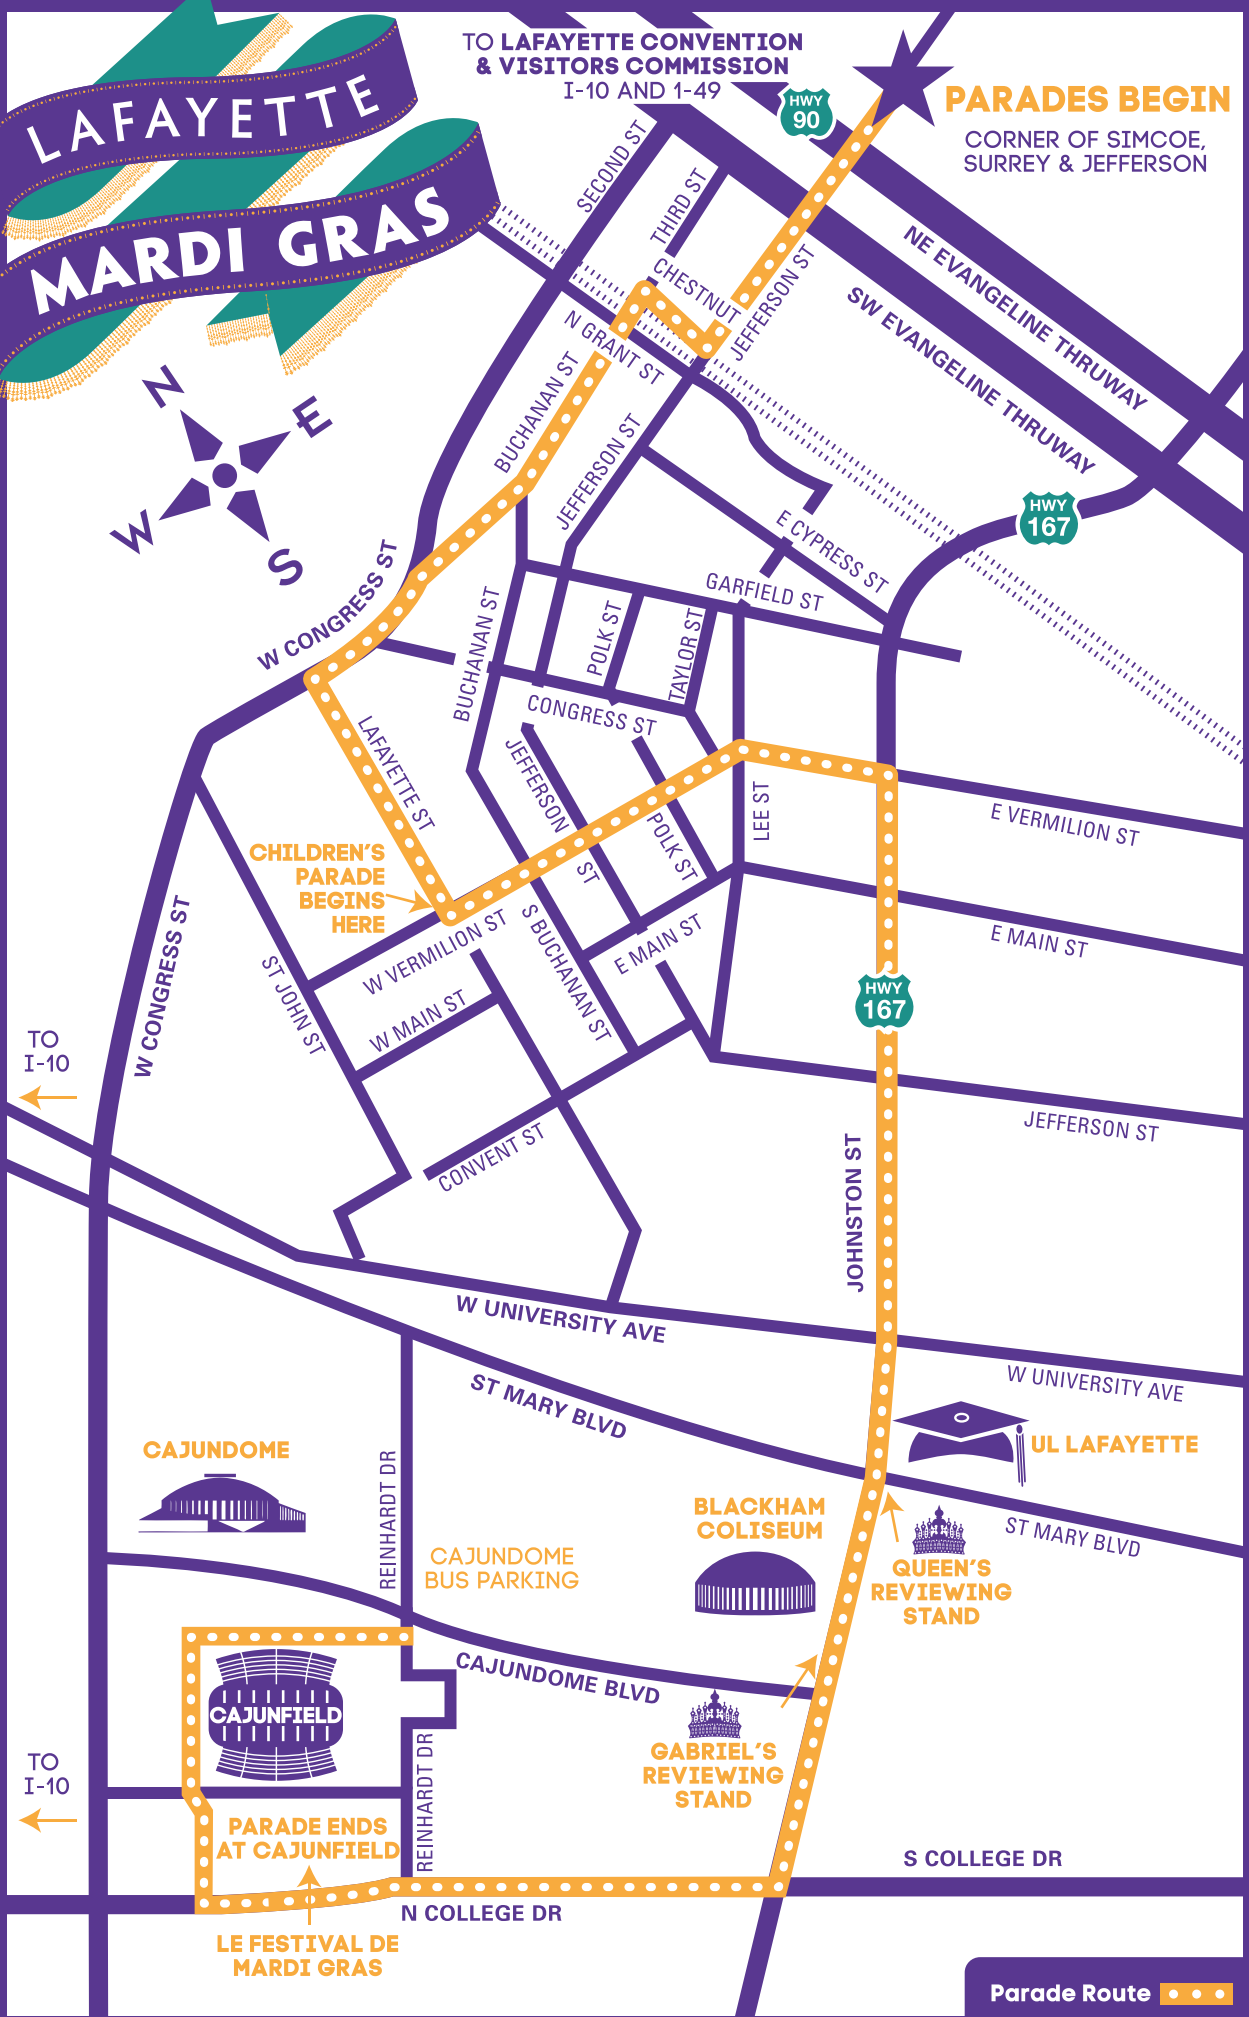 LAFAYETTE
MARDI GRAS
TO LAFAYETTE CONVENTION
& VISITORS COMMISSION
I-10 AND 1-49
HWY
90
PARADES BEGIN
CORNER OF SIMCOE,
SURREY & JEFFERSON
SECOND ST
THIRD ST
CHESTNUT
JEFFERSON ST
NE EVANGELINE THRUWAY
SW EVANGELINE THRUWAY
N GRANT ST
N
E
W
S
BUCHANAN ST
JEFFERSON ST
HWY
167
E CYPRESS ST
GARFIELD ST
W CONGRESS ST
BUCHANAN ST
POLK ST
TAYLOR ST
CONGRESS ST
LAFAYETTE ST
JEFFERSON ST
POLK ST
LEE ST
E VERMILION ST
CHILDREN'S
PARADE
BEGINS
HERE
W VERMILION ST
S BUCHANAN ST
E MAIN ST
E MAIN ST
W CONGRESS ST
ST JOHN ST
W MAIN ST
HWY
167
TO
I-10
CONVENT ST
JEFFERSON ST
JOHNSTON ST
W UNIVERSITY AVE
W UNIVERSITY AVE
ST MARY BLVD
UL LAFAYETTE
CAJUNDOME
REINHARDT DR
BLACKHAM
COLISEUM
ST MARY BLVD
CAJUNDOME
BUS PARKING
QUEEN'S
REVIEWING
STAND
CAJUNDOME BLVD
CAJUNFIELD
GABRIEL'S
REVIEWING
STAND
TO
I-10
REINHARDT DR
PARADE ENDS
AT CAJUNFIELD
S COLLEGE DR
N COLLEGE DR
LE FESTIVAL DE
MARDI GRAS
Parade Route